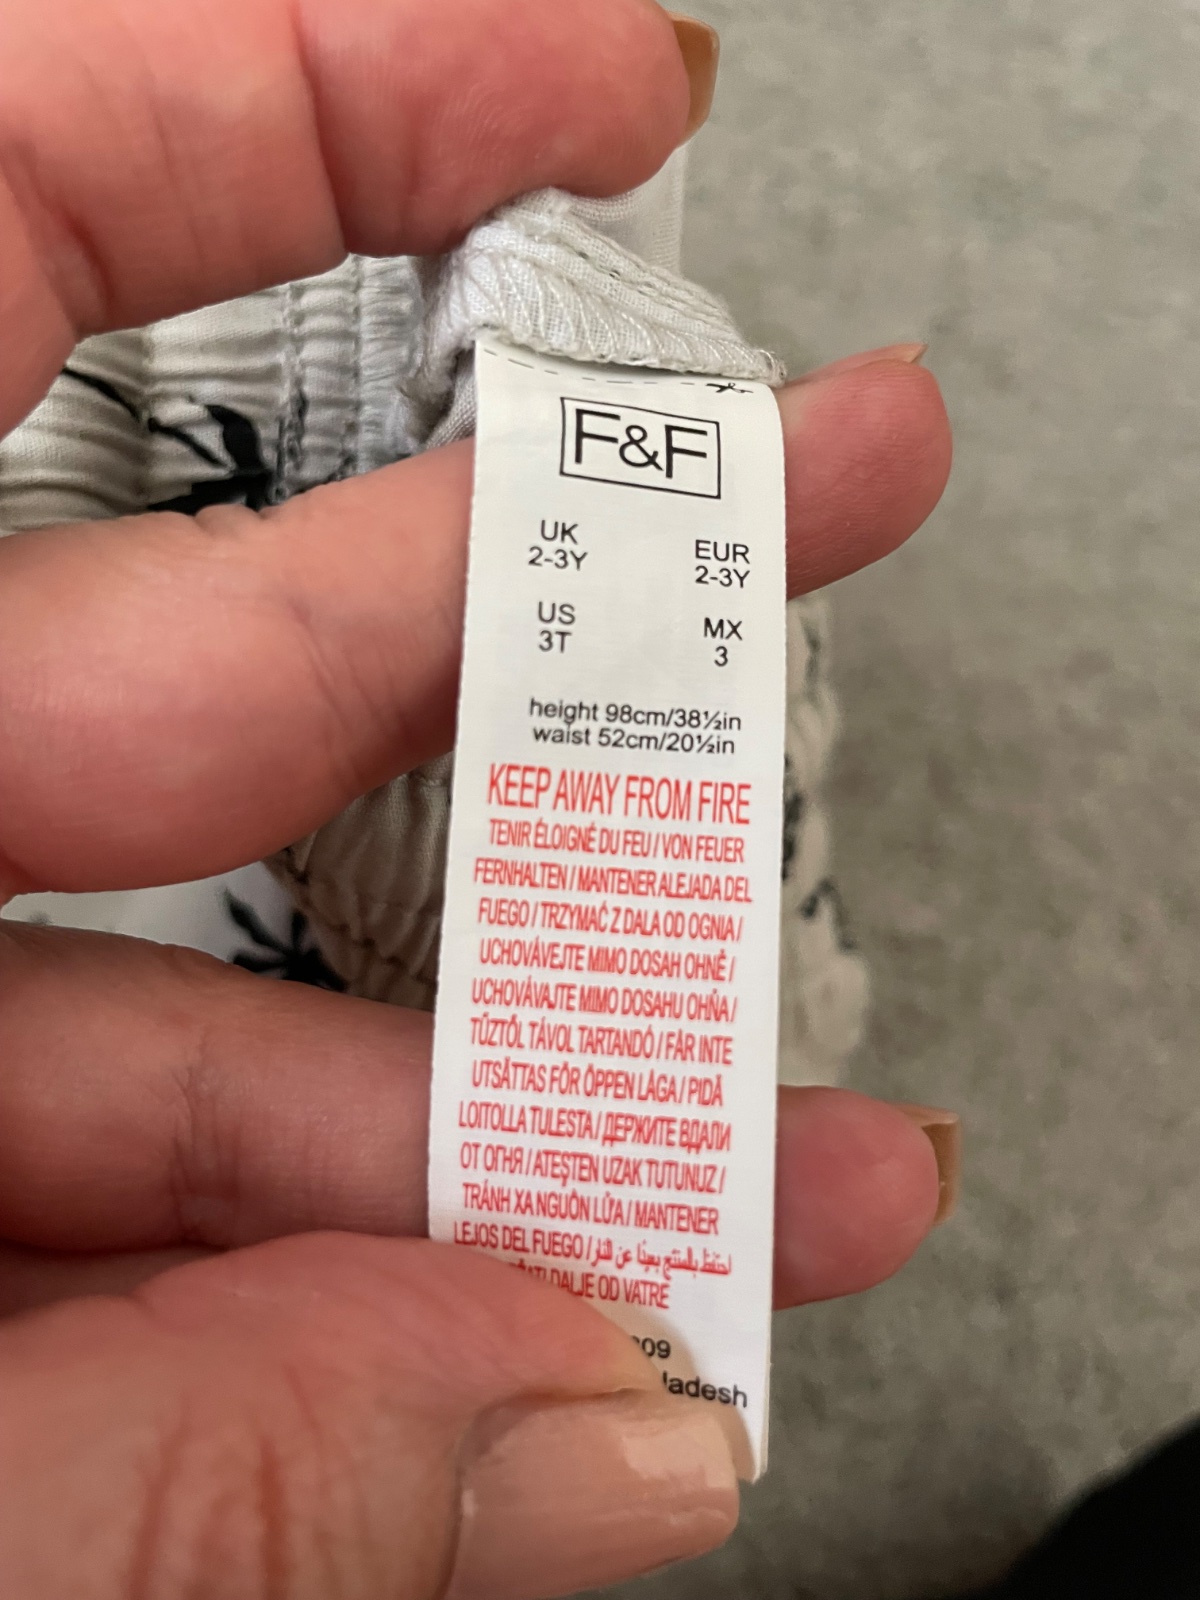 F&F
UK
2-3Y
EUR
2-3Y
US
3T
MX
3
height 98cm/38½in
waist 52cm/20½in
KEEP AWAY FROM FIRE
TENIR ÉLOIGNÉ DU FEU / VON FEUER
FERNHALTEN / MANTENER ALEJADA DEL
FUEGO / TRZYMAĆ Z DALA OD OGNIA /
UCHOVÁVEJTE MIMO DOSAH OHNĚ /
UCHOVÁVAJTE MIMO DOSAHU OHŇA /
TŰZTŐL TÁVOL TARTANDÓ / FÅR INTE
UTSÄTTAS FÖR ÖPPEN LÅGA / PIDÄ
LOITOLLA TULESTA / ДЕРЖИТЕ ВДАЛИ
ОТ ОГНЯ / ATEŞTEN UZAK TUTUNUZ /
TRÁNH XA NGUỒN LỬA / MANTENER
LEJOS DEL FUEGO / احتفظ بالمنتج بعيدًا عن النار
DALJE OD VATRE
09